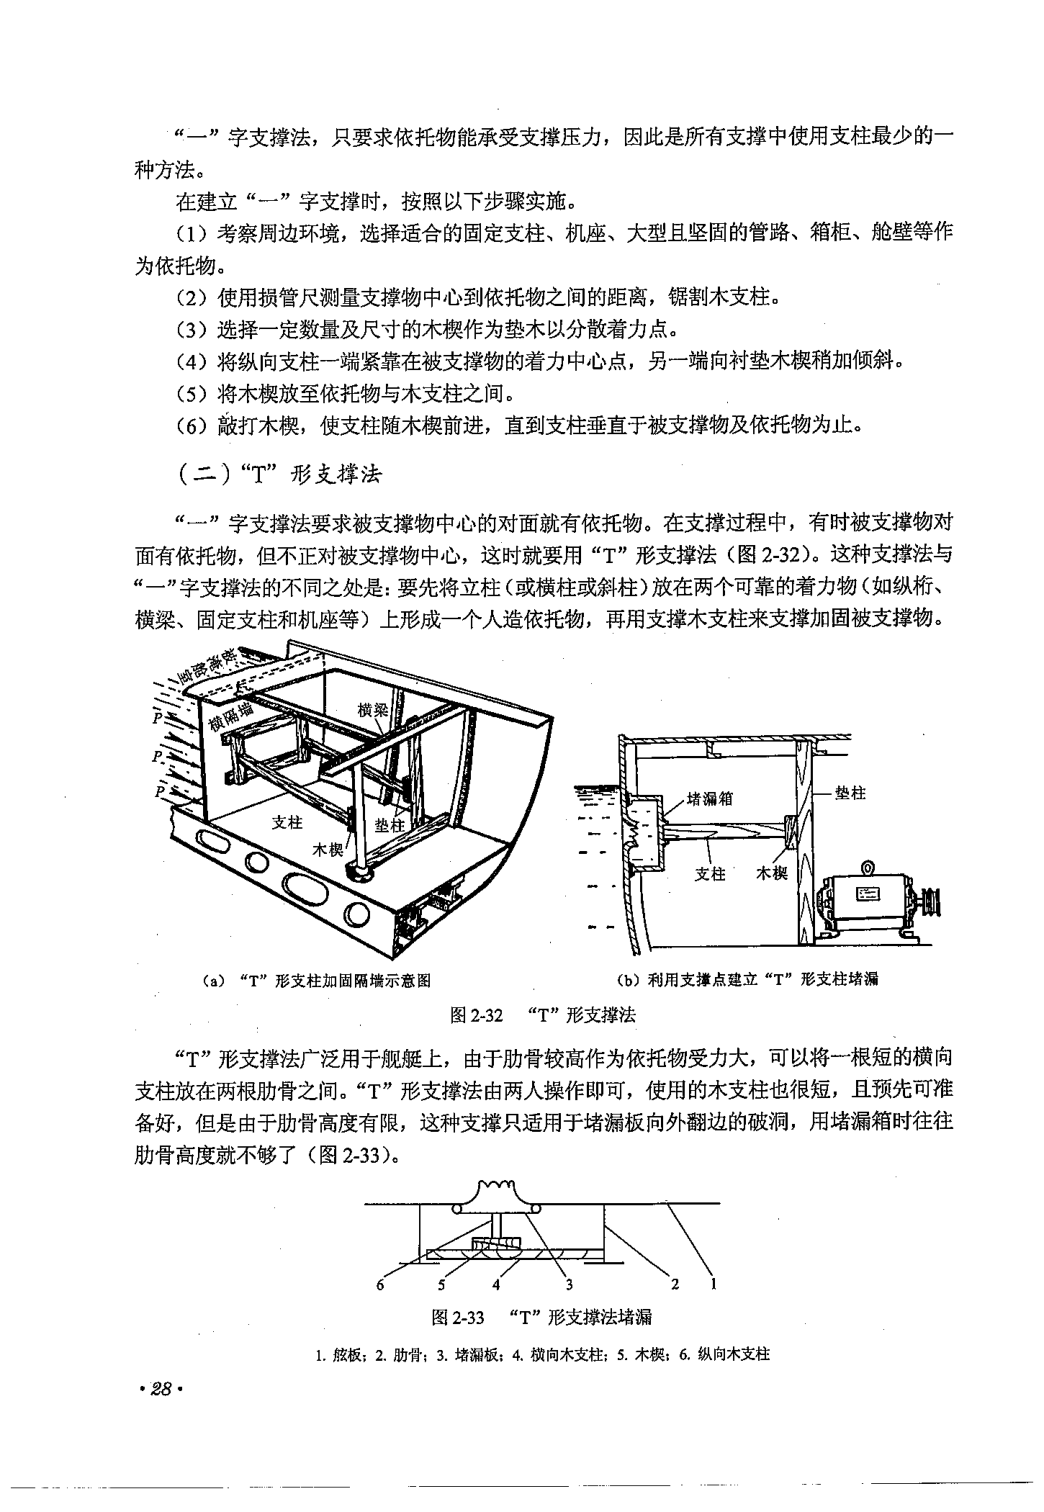 “一”字支撑法，只要求依托物能承受支撑压力，因此是所有支撑中使用支柱最少的一
种方法。
在建立“一”字支撑时，按照以下步骤实施。
（1）考察周边环境，选择适合的固定支柱、机座、大型且坚固的管路、箱柜、舱壁等作
为依托物。
（2）使用损管尺测量支撑物中心到依托物之间的距离，锯割木支柱。
（3）选择一定数量及尺寸的木楔作为垫木以分散着力点。
（4）将纵向支柱一端紧靠在被支撑物的着力中心点，另一端向衬垫木楔稍加倾斜。
（5）将木楔放至依托物与木支柱之间。
（6）敲打木楔，使支柱随木楔前进，直到支柱垂直于被支撑物及依托物为止。
（二）“T”形支撑法
“一”字支撑法要求被支撑物中心的对面就有依托物。在支撑过程中，有时被支撑物对
面有依托物，但不正对被支撑物中心，这时就要用“T”形支撑法（图 2-32）。这种支撑法与
“一”字支撑法的不同之处是：要先将立柱（或横柱或斜柱）放在两个可靠的着力物（如纵桁、
横梁、固定支柱和机座等）上形成一个人造依托物，再用支撑木支柱来支撑加固被支撑物。
P
P
P
横隔墙
横梁
支柱
垫柱
木楔
堵漏箱
垫柱
支柱
木楔
（a）“T”形支柱加固隔墙示意图
（b）利用支撑点建立“T”形支柱堵漏
图 2-32 “T”形支撑法
“T”形支撑法广泛用于舰艇上，由于肋骨较高作为依托物受力大，可以将一根短的横向
支柱放在两根肋骨之间。“T”形支撑法由两人操作即可，使用的木支柱也很短，且预先可准
备好，但是由于肋骨高度有限，这种支撑只适用于堵漏板向外翻边的破洞，用堵漏箱时往往
肋骨高度就不够了（图 2-33）。
6 5 4 3 2 1
图 2-33 “T”形支撑法堵漏
1. 舷板；2. 肋骨；3. 堵漏板；4. 横向木支柱；5. 木楔；6. 纵向木支柱
·28·